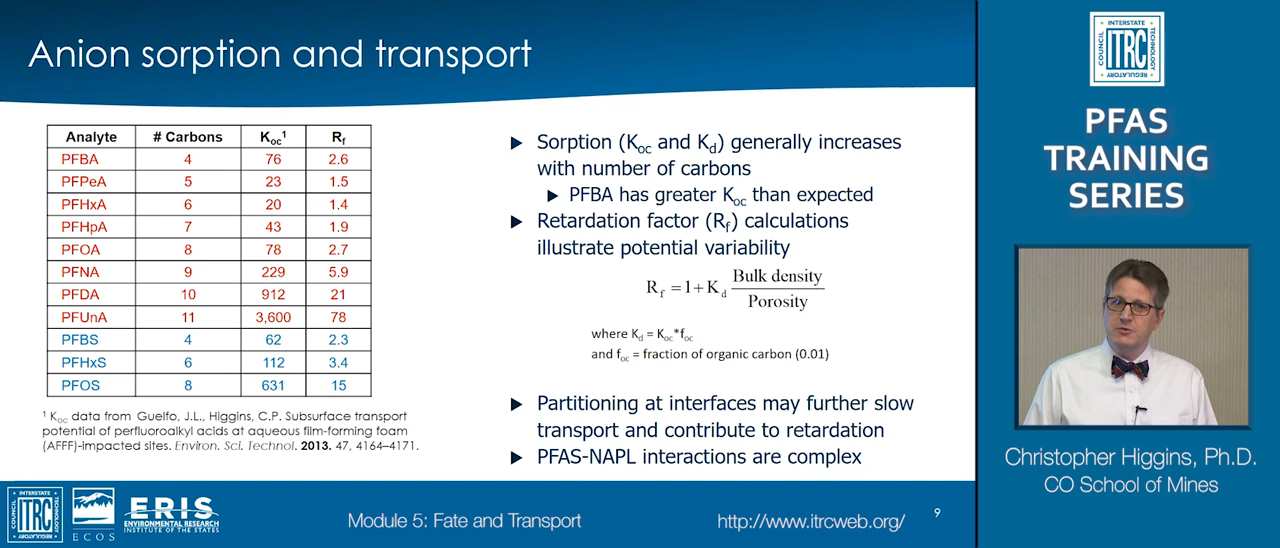 Anion sorption and transport
Analyte # Carbons Koc¹ Rf
PFBA 4 76 2.6
PFPeA 5 23 1.5
PFHxA 6 20 1.4
PFHpA 7 43 1.9
PFOA 8 78 2.7
PFNA 9 229 5.9
PFDA 10 912 21
PFUnA 11 3,600 78
PFBS 4 62 2.3
PFHxS 6 112 3.4
PFOS 8 631 15
¹ Koc data from Guelfo, J.L., Higgins, C.P. Subsurface transport
potential of perfluoroalkyl acids at aqueous film-forming foam
(AFFF)-impacted sites. Environ. Sci. Technol. 2013. 47, 4164–4171.
Sorption (Koc and Kd) generally increases
with number of carbons
PFBA has greater Koc than expected
Retardation factor (Rf) calculations
illustrate potential variability
Rf = 1+Kd Bulk density
Porosity
where Kd = Koc*foc
and foc = fraction of organic carbon (0.01)
Partitioning at interfaces may further slow
transport and contribute to retardation
PFAS-NAPL interactions are complex
INTERSTATE
COUNCIL
ITRC
TECHNOLOGY
REGULATORY
ECOS
ERIS
ENVIRONMENTAL RESEARCH
INSTITUTE OF THE STATES
Module 5: Fate and Transport
http://www.itrcweb.org/
9
INTERSTATE
COUNCIL
ITRC
TECHNOLOGY
REGULATORY
PFAS
TRAINING
SERIES
Christopher Higgins, Ph.D.
CO School of Mines